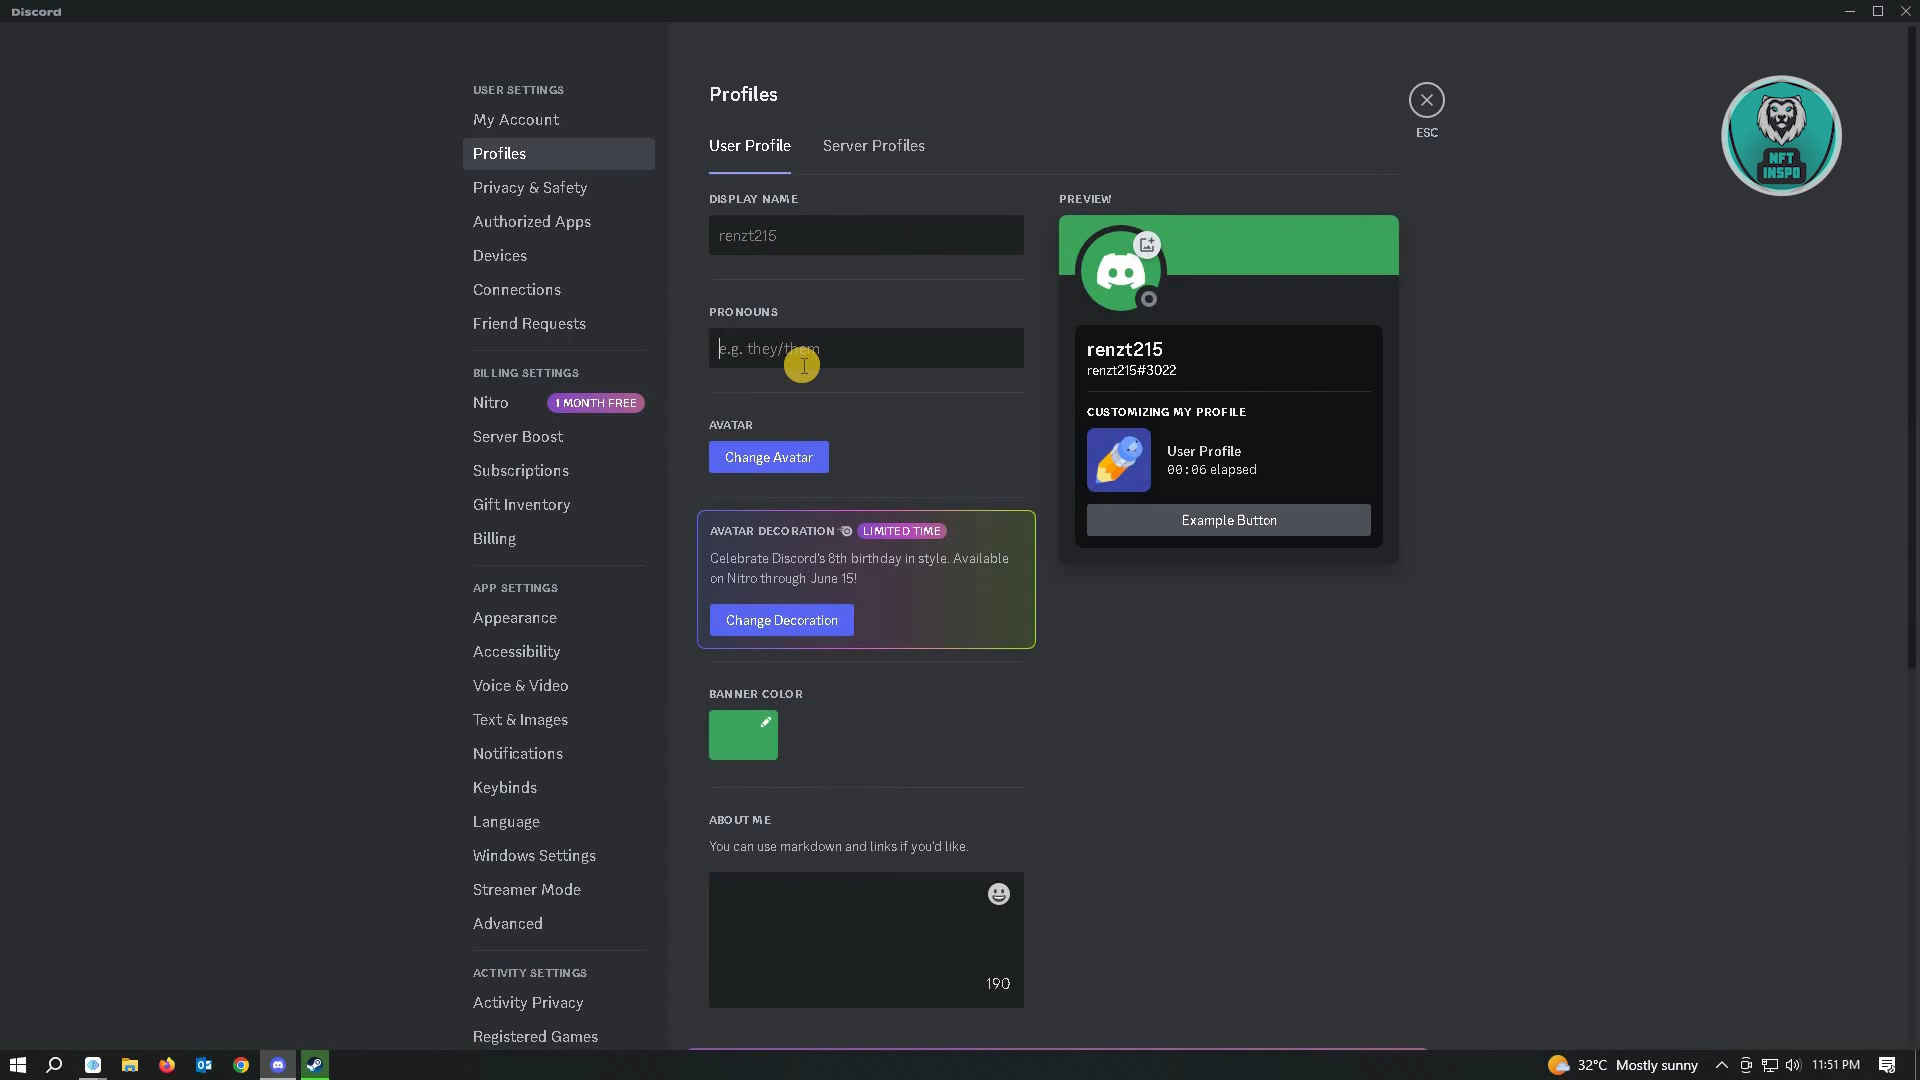 Discord
USER SETTINGS
My Account
Profiles
Privacy & Safety
Authorized Apps
Devices
Connections
Friend Requests
BILLING SETTINGS
Nitro
1 MONTH FREE
Server Boost
Subscriptions
Gift Inventory
Billing
APP SETTINGS
Appearance
Accessibility
Voice & Video
Text & Images
Notifications
Keybinds
Language
Windows Settings
Streamer Mode
Advanced
ACTIVITY SETTINGS
Activity Privacy
Registered Games
Profiles
User Profile
Server Profiles
DISPLAY NAME
renzt215
PRONOUNS
e.g. they/them
AVATAR
Change Avatar
AVATAR DECORATION
LIMITED TIME
Celebrate Discord's 8th birthday in style. Available
on Nitro through June 15!
Change Decoration
BANNER COLOR
ABOUT ME
You can use markdown and links if you'd like.
190
PREVIEW
renzt215
renzt215#3022
CUSTOMIZING MY PROFILE
User Profile
00:06 elapsed
Example Button
ESC
NFT
INSPO
32°C Mostly sunny
11:51 PM